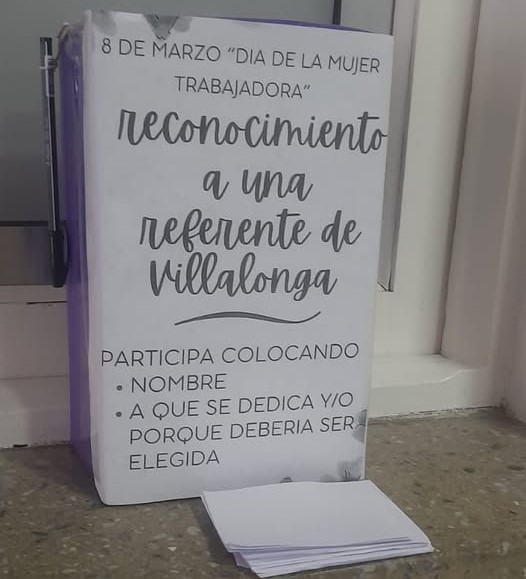 8 DE MARZO "DIA DE LA MUJER
TRABAJADORA"
reconocimiento
a una
referente de
Villalonga
PARTICIPA COLOCANDO
• NOMBRE
• A QUE SE DEDICA Y/O
PORQUE DEBERIA SER
ELEGIDA